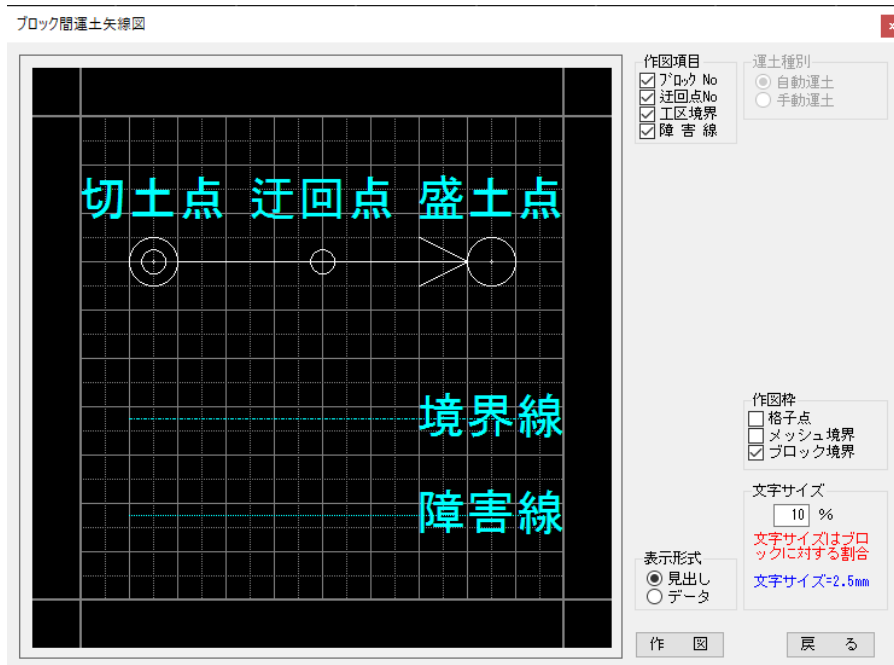 ブロック間運土矢線図
作図項目
ﾌﾞﾛｯｸ No
迂回点No
工区境界
障 害 線
運土種別
自動運土
手動運土
切土点 迂回点 盛土点
境界線
障害線
作図枠
格子点
メッシュ境界
ブロック境界
文字サイズ
10 %
文字サイズはブロ
ックに対する割合
文字サイズ=2.5mm
表示形式
見出し
データ
作 図
戻 る